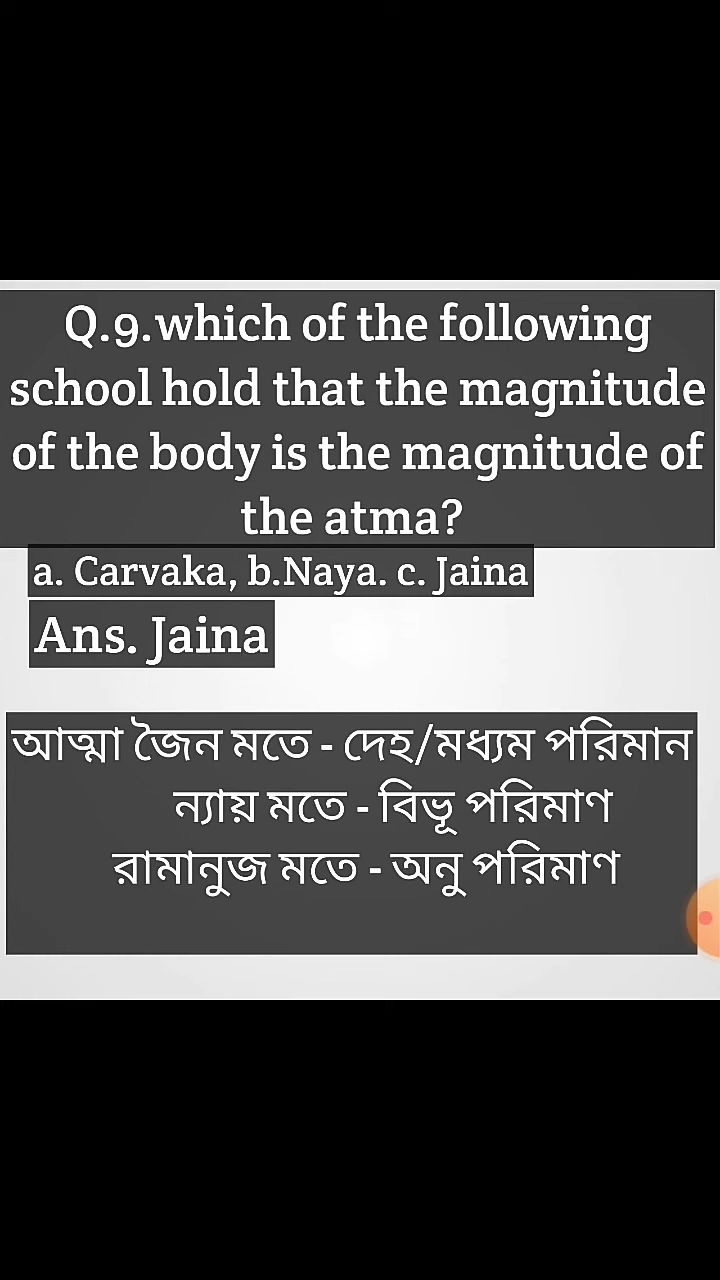 Q.9.which of the following
school hold that the magnitude
of the body is the magnitude of
the atma?
a. Carvaka, b.Naya. c. Jaina
Ans. Jaina
আত্মা জৈন মতে - দেহ/মধ্যম পরিমান
ন্যায় মতে - বিভূ পরিমাণ
রামানুজ মতে - অনু পরিমাণ